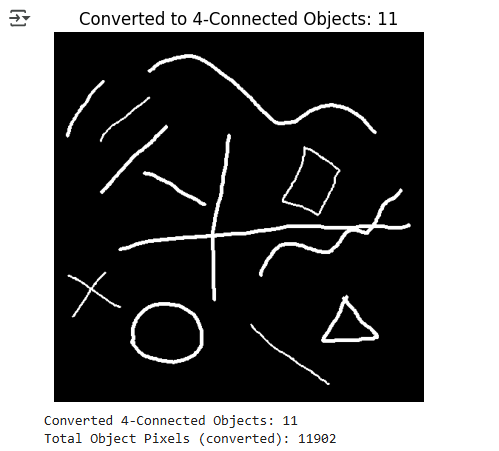 Converted to 4-Connected Objects: 11
Converted 4-Connected Objects: 11
Total Object Pixels (converted): 11902